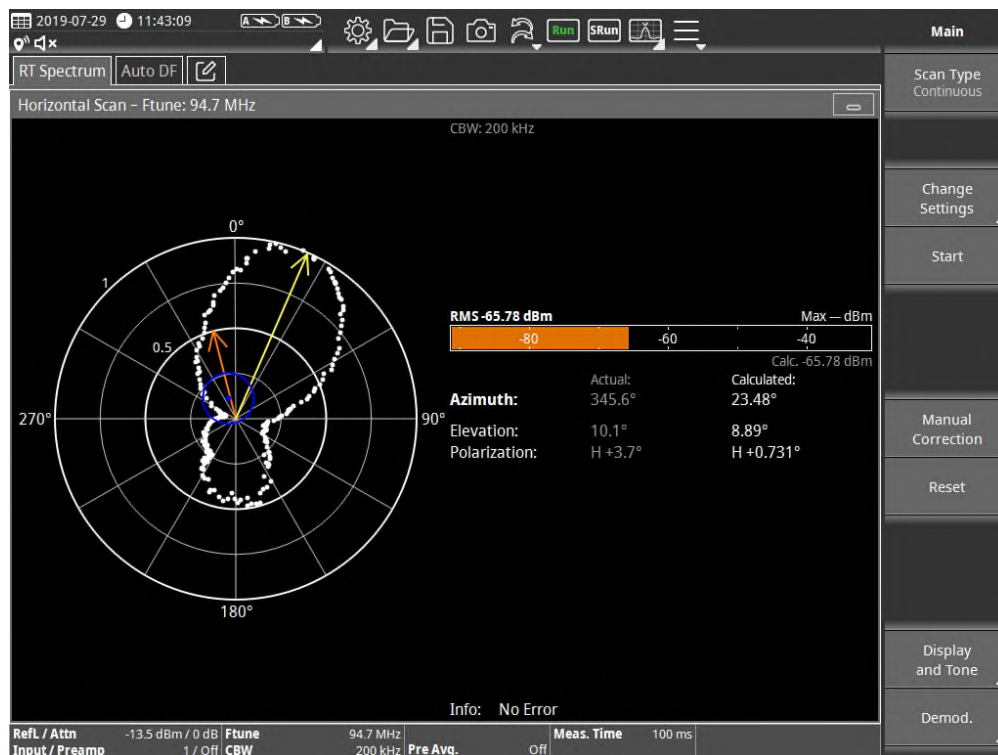 2019-07-29 11:43:09 A B Run SRun Main
RT Spectrum Auto DF
Scan Type
Continuous
Horizontal Scan – Ftune: 94.7 MHz
CBW: 200 kHz
Change
Settings
Start
0°
1
0.5
270°
90°
180°
RMS -65.78 dBm Max --- dBm
-80 -60 -40
Calc. -65.78 dBm
Actual: Calculated:
Azimuth: 345.6° 23.48°
Elevation: 10.1° 8.89°
Polarization: H +3.7° H +0.731°
Manual
Correction
Reset
Display
and Tone
Demod.
Info: No Error
RefL / Attn -13.5 dBm / 0 dB Ftune 94.7 MHz Meas. Time 100 ms
Input / Preamp 1 / Off CBW 200 kHz Pre Avg. Off